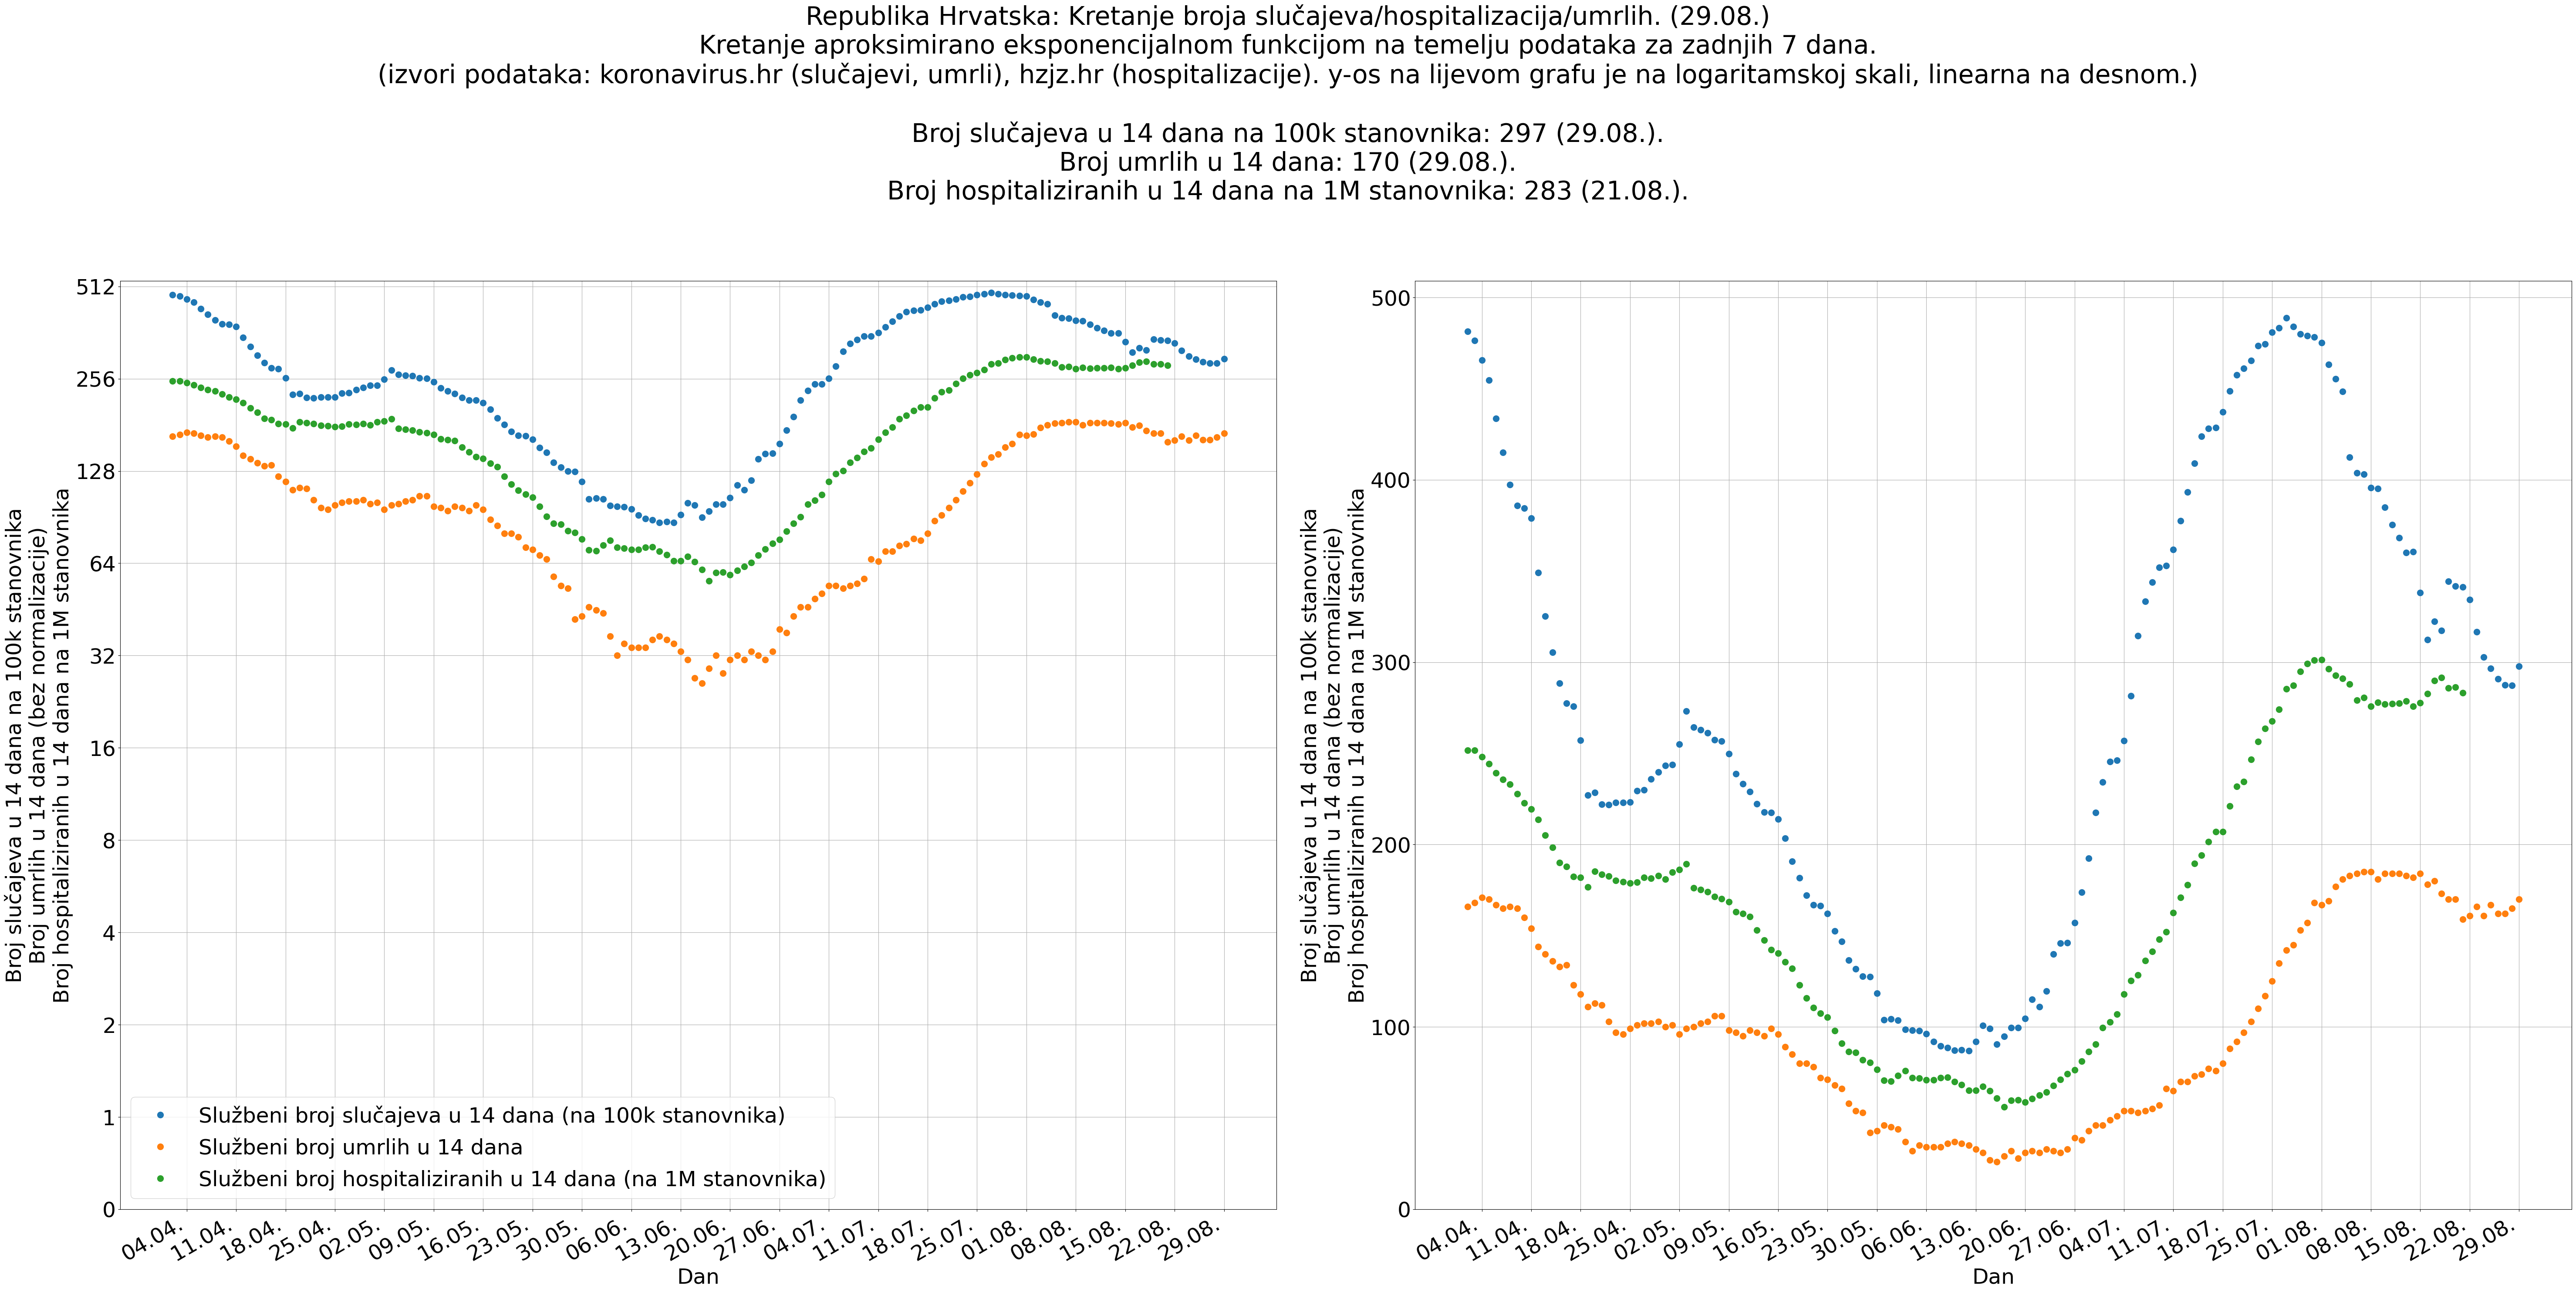 Republika Hrvatska: Kretanje broja slučajeva/hospitalizacija/umrlih. (29.08.)
Kretanje aproksimirano eksponencijalnom funkcijom na temelju podataka za zadnjih 7 dana.
(izvori podataka: koronavirus.hr (slučajevi, umrli), hzjz.hr (hospitalizacije). y-os na lijevom grafu je na logaritamskoj skali, linearna na desnom.)
Broj slučajeva u 14 dana na 100k stanovnika: 297 (29.08.).
Broj umrlih u 14 dana: 170 (29.08.).
Broj hospitaliziranih u 14 dana na 1M stanovnika: 283 (21.08.).
Broj slučajeva u 14 dana na 100k stanovnika
Broj umrlih u 14 dana (bez normalizacije)
Broj hospitaliziranih u 14 dana na 1M stanovnika
512
256
128
64
32
16
8
4
2
1
0
Službeni broj slučajeva u 14 dana (na 100k stanovnika)
Službeni broj umrlih u 14 dana
Službeni broj hospitaliziranih u 14 dana (na 1M stanovnika)
04.04. 11.04. 18.04. 25.04. 02.05. 09.05. 16.05. 23.05. 30.05. 06.06. 13.06. 20.06. 27.06. 04.07. 11.07. 18.07. 25.07. 01.08. 08.08. 15.08. 22.08. 29.08.
Dan
Broj slučajeva u 14 dana na 100k stanovnika
Broj umrlih u 14 dana (bez normalizacije)
Broj hospitaliziranih u 14 dana na 1M stanovnika
500
400
300
200
100
0
04.04. 11.04. 18.04. 25.04. 02.05. 09.05. 16.05. 23.05. 30.05. 06.06. 13.06. 20.06. 27.06. 04.07. 11.07. 18.07. 25.07. 01.08. 08.08. 15.08. 22.08. 29.08.
Dan